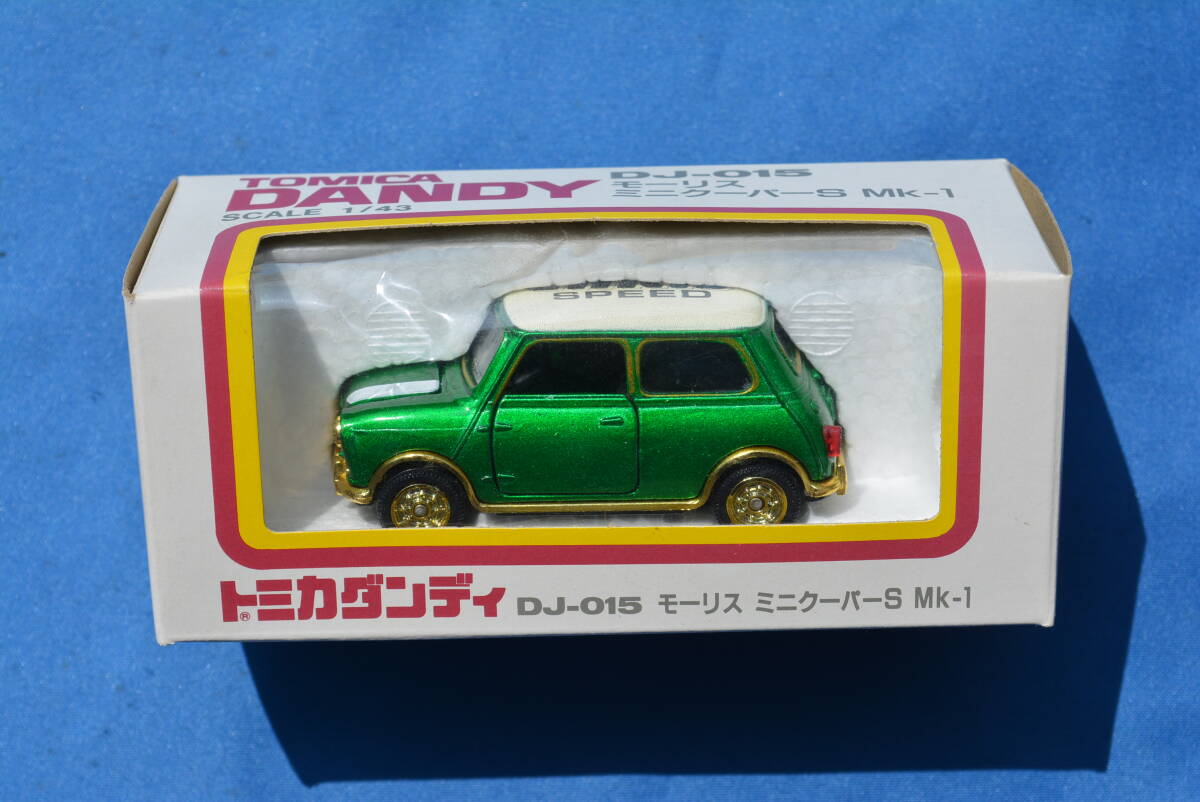 TOMICA
DANDY
SCALE 1/43
DJ-015
モーリス
ミニクーパーS Mk-1
SPEED
トミカダンディ®
DJ-015 モーリス ミニクーパーS Mk-1